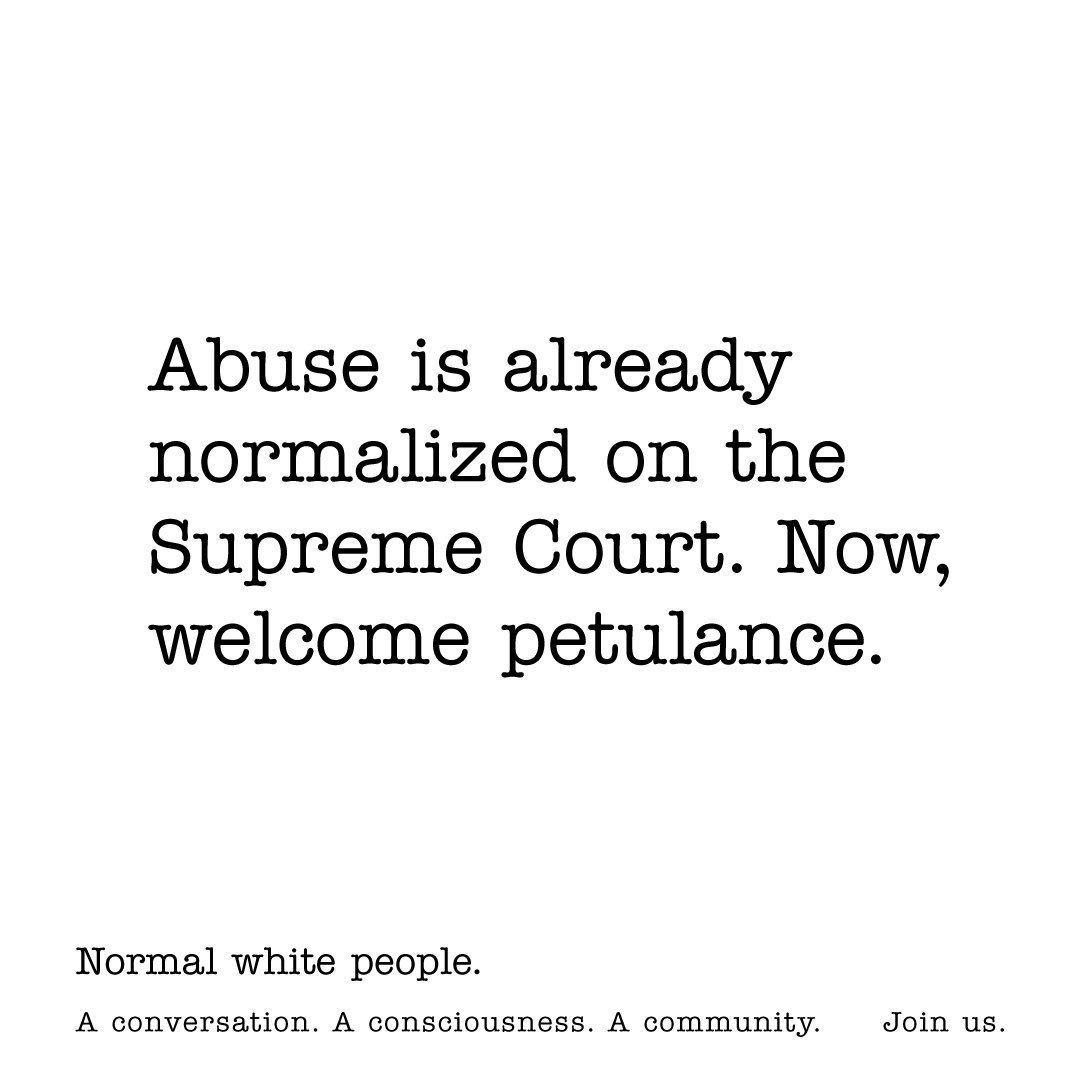 Abuse is already
normalized on the
Supreme Court. Now,
welcome petulance.
Normal white people.
A conversation. A consciousness. A community. Join us.